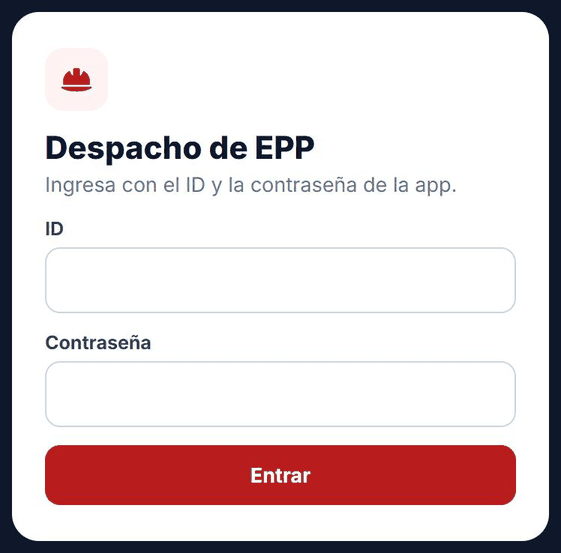 Despacho de EPP
Ingresa con el ID y la contraseña de la app.
ID
Contraseña
Entrar